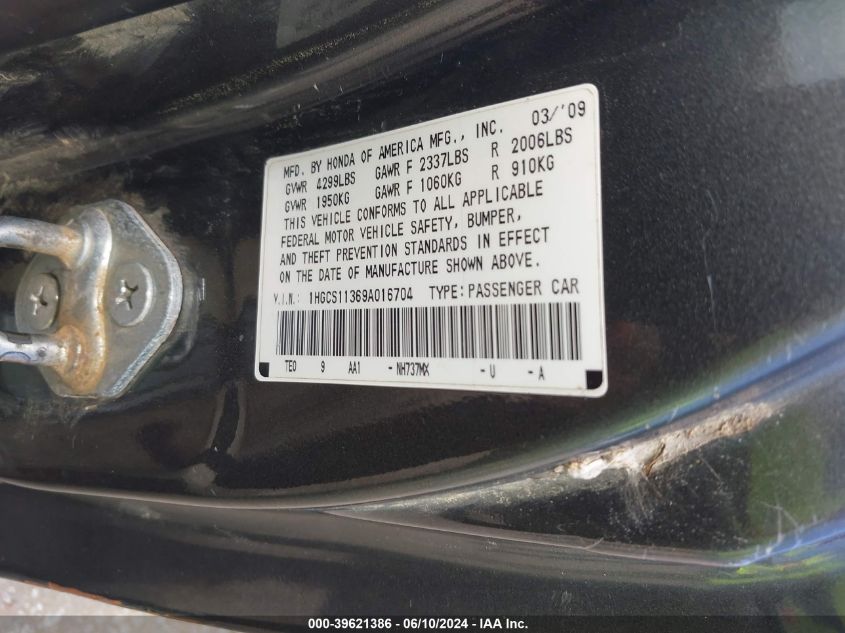 03/'09
MFD. BY HONDA OF AMERICA MFG., INC.
GVWR 4299LBS GAWR F 2337LBS R 2006LBS
GVWR 1950KG GAWR F 1060KG R 910KG
THIS VEHICLE CONFORMS TO ALL APPLICABLE
FEDERAL MOTOR VEHICLE SAFETY, BUMPER,
AND THEFT PREVENTION STANDARDS IN EFFECT
ON THE DATE OF MANUFACTURE SHOWN ABOVE.
V.I.N.: 1HGCS11369A016704 TYPE:PASSENGER CAR
TE0 9 AA1 -NH737MX -U -A
000-39621386 - 06/10/2024 - IAA Inc.